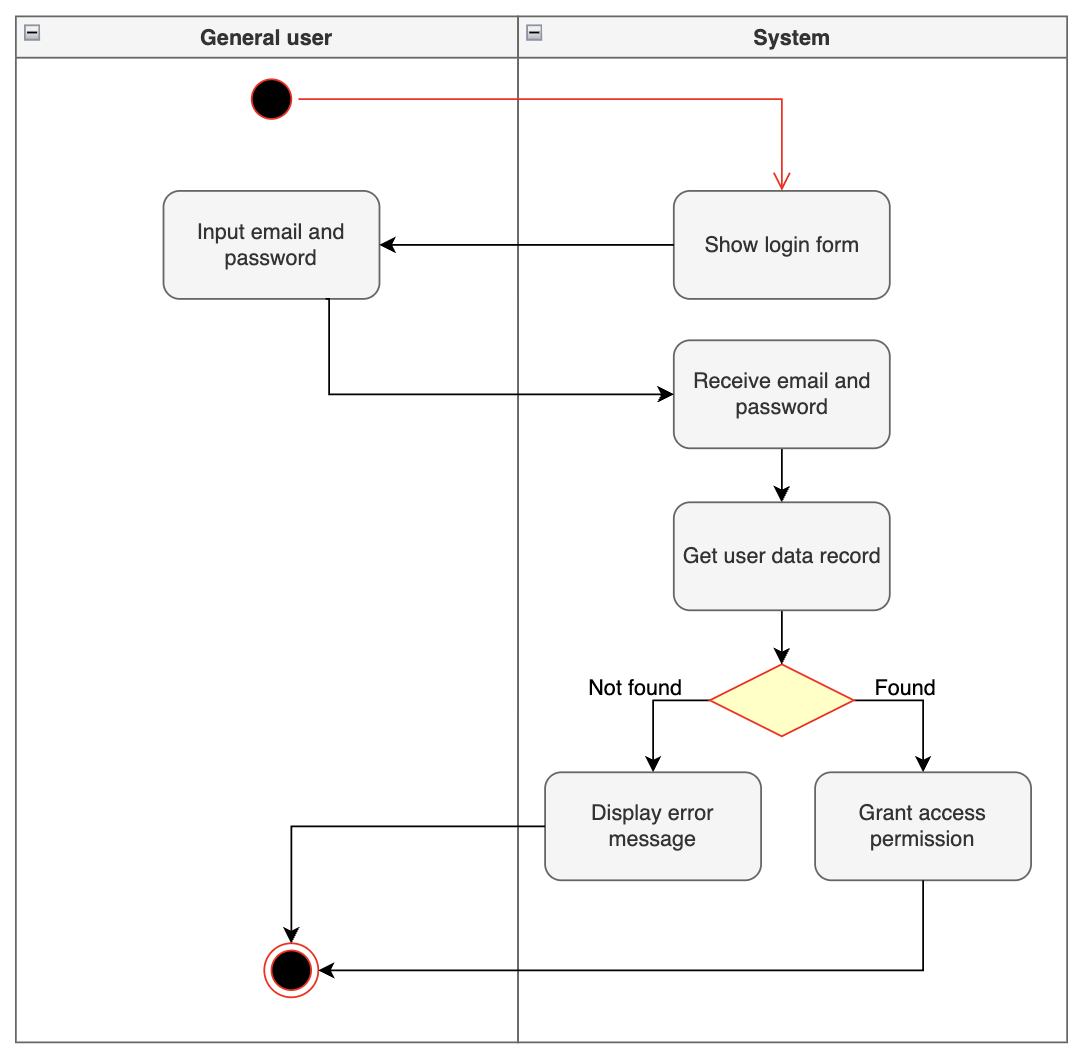 General user
System
Input email and
password
Show login form
Receive email and
password
Get user data record
Not found
Found
Display error
message
Grant access
permission